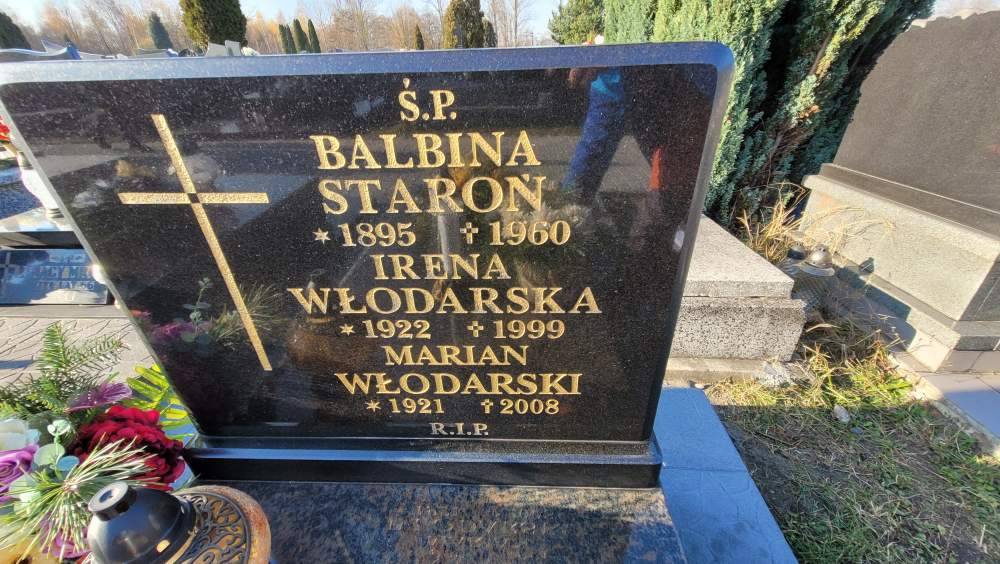 Ś.P.
BALBINA
STAROŃ
* 1895 ✝ 1960
IRENA
WŁODARSKA
* 1922 ✝ 1999
MARIAN
WŁODARSKI
* 1921 ✝ 2008
R.I.P.